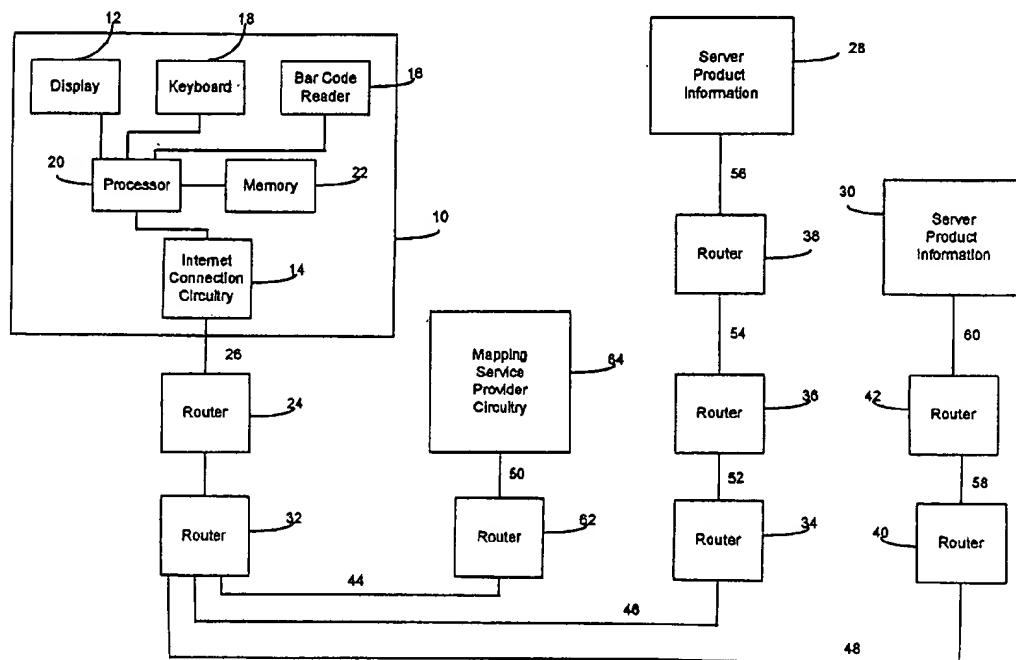 12
18
16
28
Display
Keyboard
Bar Code
Reader
Server
Product
Information
20
Processor
Memory
22
56
30
10
Router
38
Server
Product
Information
Internet
Connection
Circuitry
14
26
54
60
Mapping
Service
Provider
Circuitry
64
Router
24
Router
36
42
Router
50
52
58
Router
32
Router
62
Router
34
40
Router
44
46
48